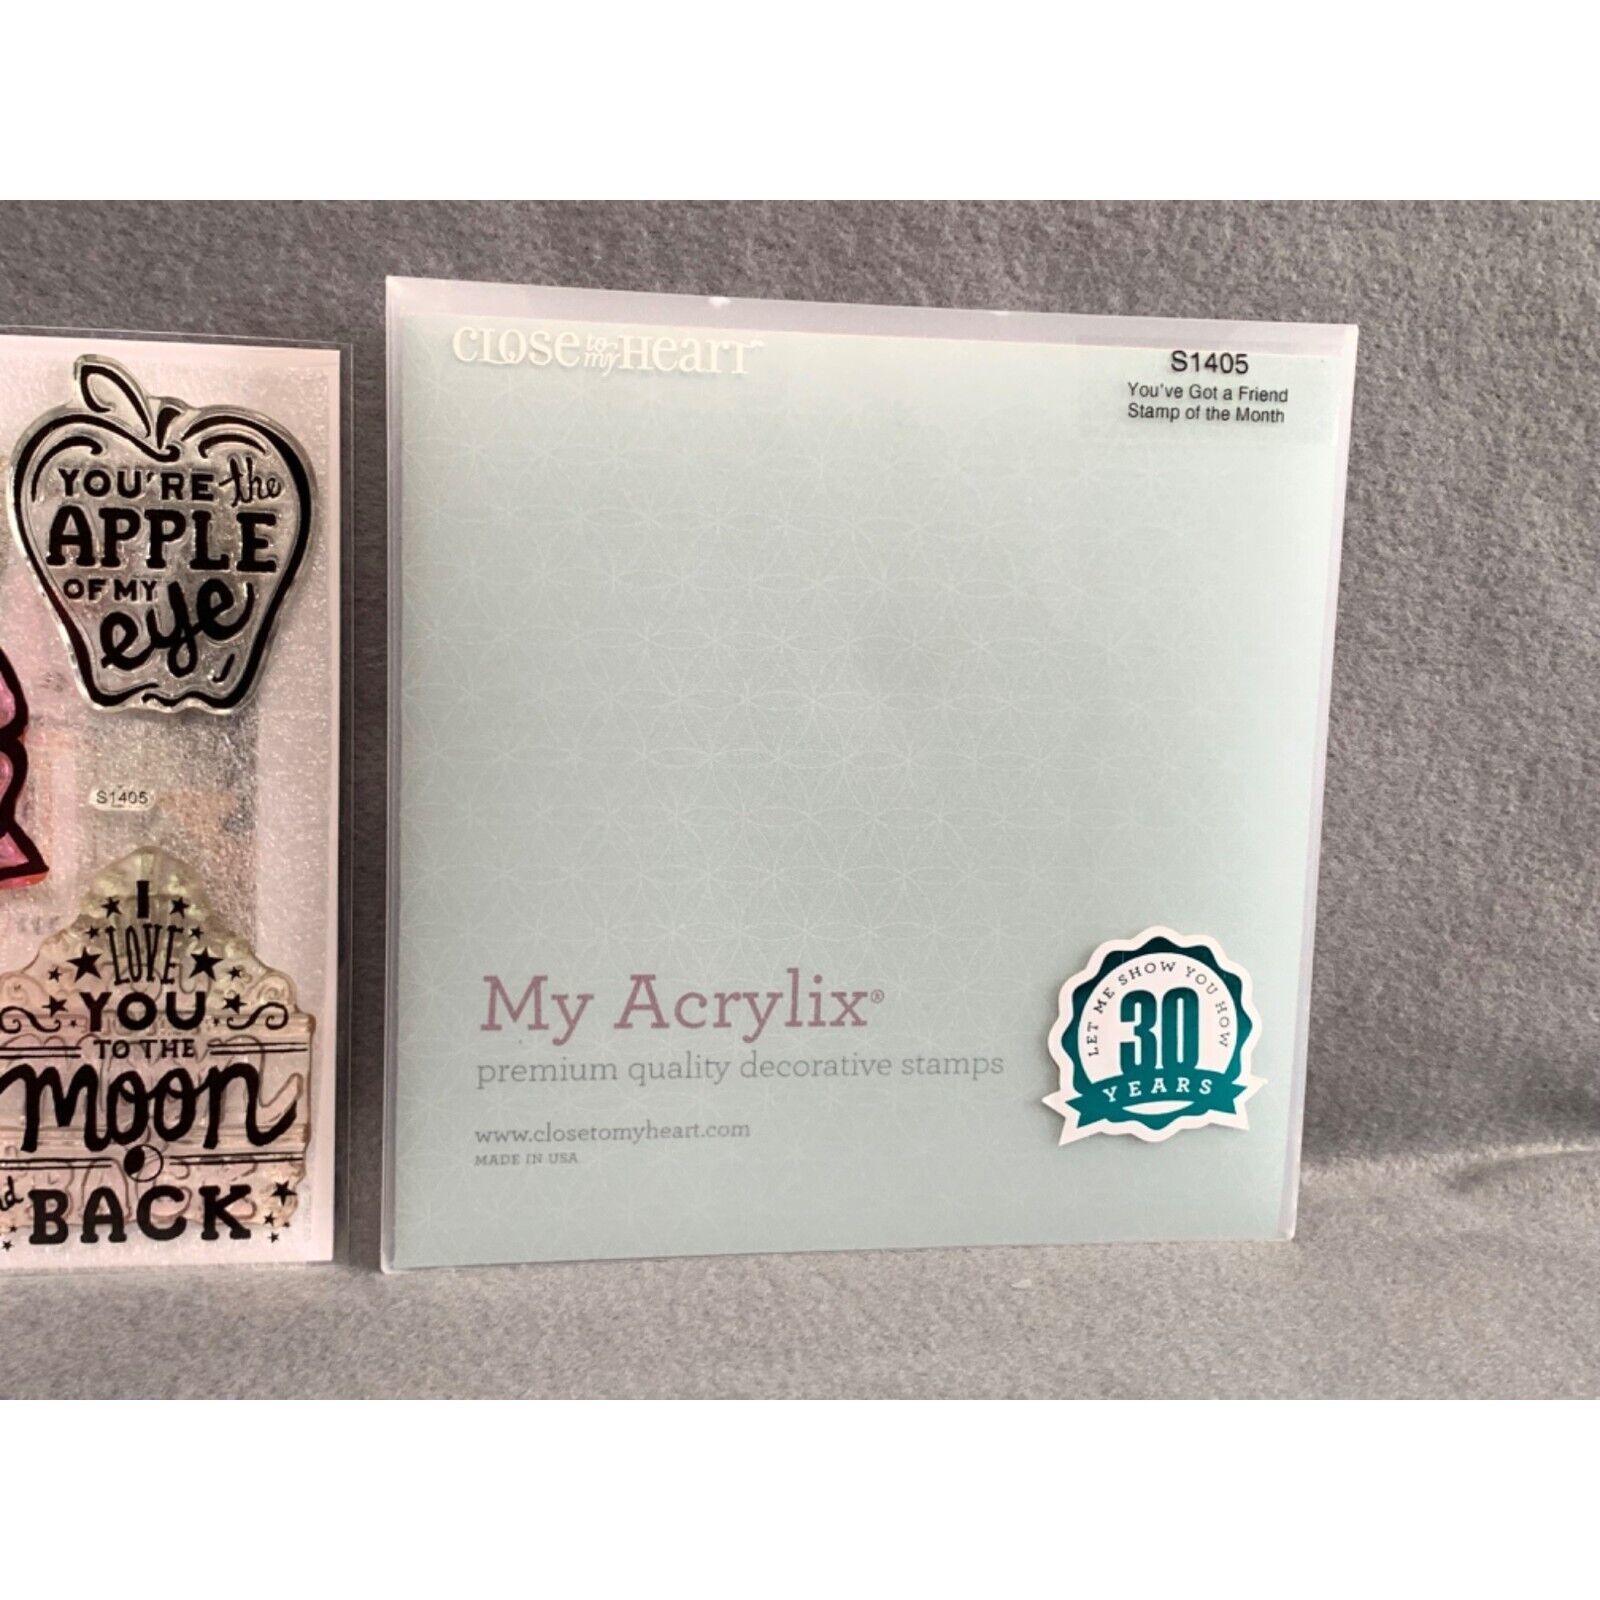 YOU'RE the
APPLE
OF MY
eye
S1405
I
LOVE
YOU
TO THE
moon
BACK
CLOSE to my HEART™
S1405
You've Got a Friend
Stamp of the Month
My Acrylix®
premium quality decorative stamps
www.closetomyheart.com
MADE IN USA
LET ME SHOW YOU HOW
30
YEARS